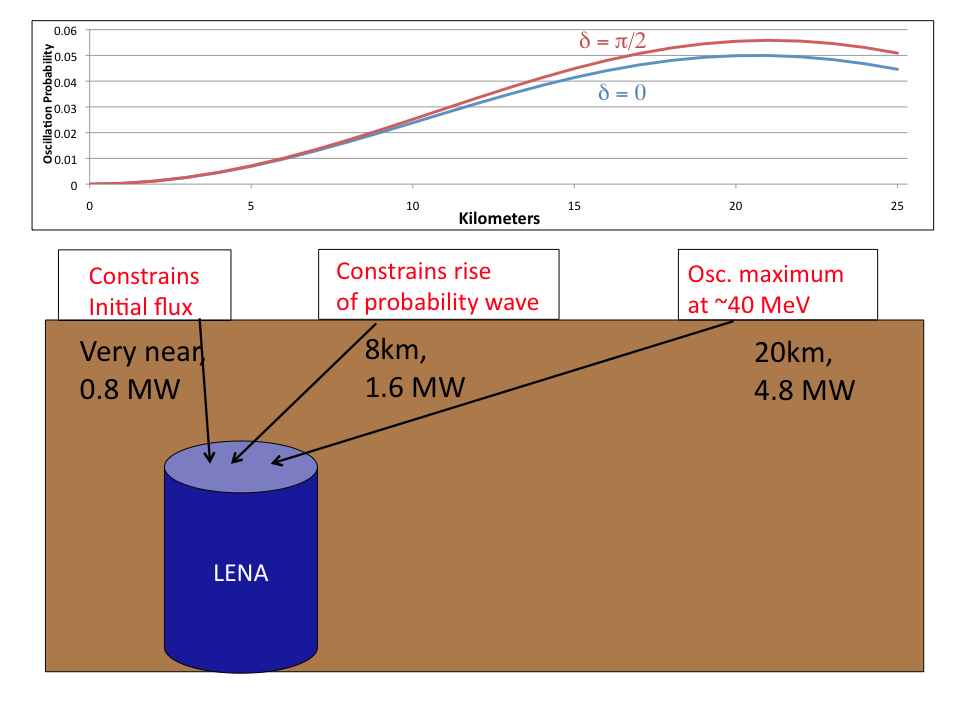 0.06
0.05
0.04
0.03
0.02
0.01
0
Oscillation Probability
δ = π/2
δ = 0
0 5 10 15 20 25
Kilometers
Constrains
Initial flux
Constrains rise
of probability wave
Osc. maximum
at ~40 MeV
Very near,
0.8 MW
8km,
1.6 MW
20km,
4.8 MW
LENA